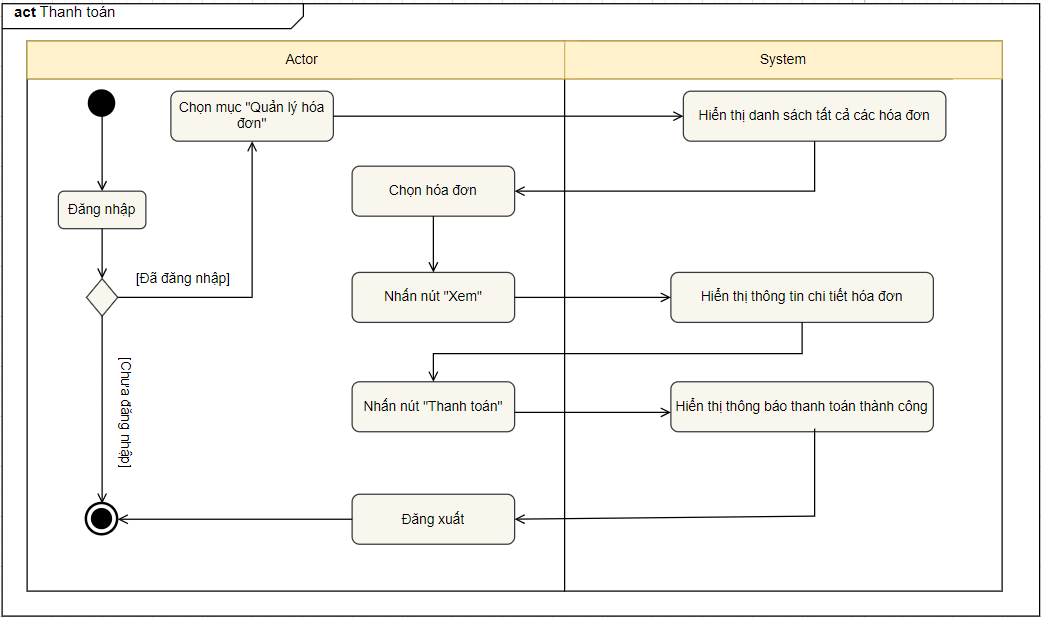 act Thanh toán
Actor
System
Chọn mục "Quản lý hóa
đơn"
Hiển thị danh sách tất cả các hóa đơn
Chọn hóa đơn
Đăng nhập
[Đã đăng nhập]
Nhấn nút "Xem"
Hiển thị thông tin chi tiết hóa đơn
[Chưa đăng nhập]
Nhấn nút "Thanh toán"
Hiển thị thông báo thanh toán thành công
Đăng xuất